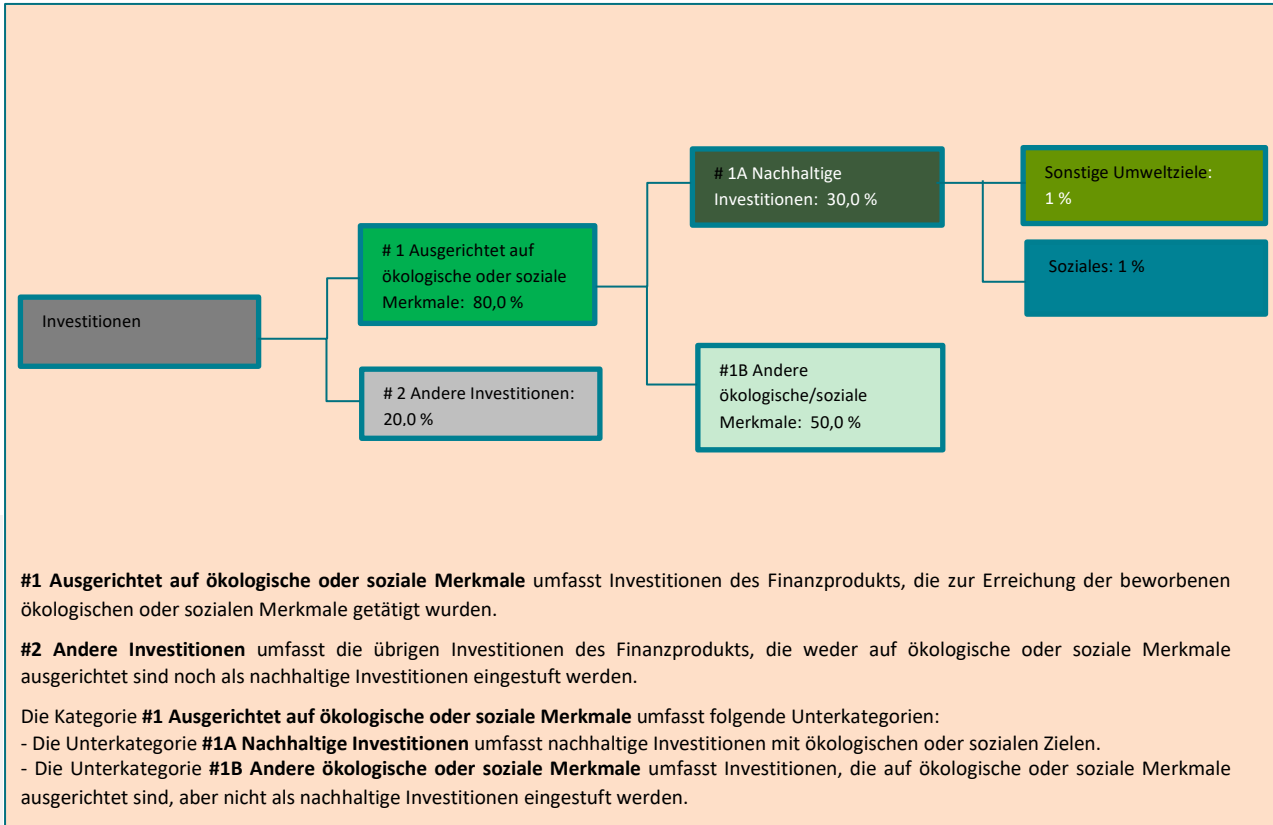 # 1A Nachhaltige
Investitionen: 30,0 %
Sonstige Umweltziele:
1 %
# 1 Ausgerichtet auf
ökologische oder soziale
Merkmale: 80,0 %
Soziales: 1 %
Investitionen
# 2 Andere Investitionen:
20,0 %
#1B Andere
ökologische/soziale
Merkmale: 50,0 %
#1 Ausgerichtet auf ökologische oder soziale Merkmale umfasst Investitionen des Finanzprodukts, die zur Erreichung der beworbenen
ökologischen oder sozialen Merkmale getätigt wurden.
#2 Andere Investitionen umfasst die übrigen Investitionen des Finanzprodukts, die weder auf ökologische oder soziale Merkmale
ausgerichtet sind noch als nachhaltige Investitionen eingestuft werden.
Die Kategorie #1 Ausgerichtet auf ökologische oder soziale Merkmale umfasst folgende Unterkategorien:
- Die Unterkategorie #1A Nachhaltige Investitionen umfasst nachhaltige Investitionen mit ökologischen oder sozialen Zielen.
- Die Unterkategorie #1B Andere ökologische oder soziale Merkmale umfasst Investitionen, die auf ökologische oder soziale Merkmale
ausgerichtet sind, aber nicht als nachhaltige Investitionen eingestuft werden.